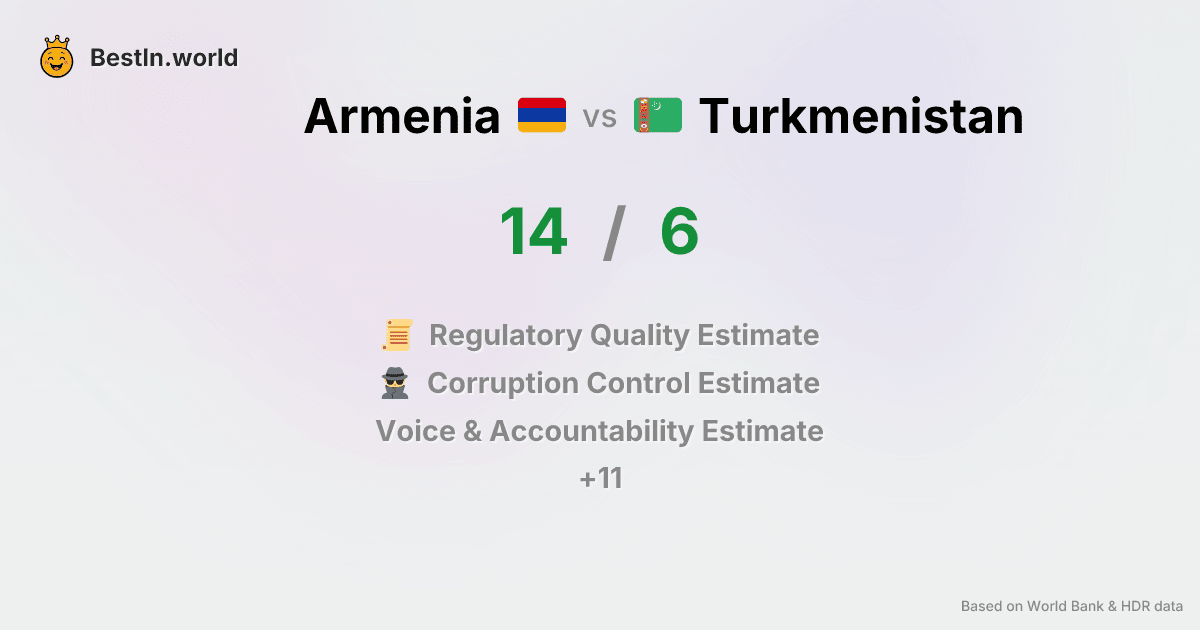 BestIn.world
Armenia vs Turkmenistan
14 / 6
Regulatory Quality Estimate
Corruption Control Estimate
Voice & Accountability Estimate
+11
Based on World Bank & HDR data